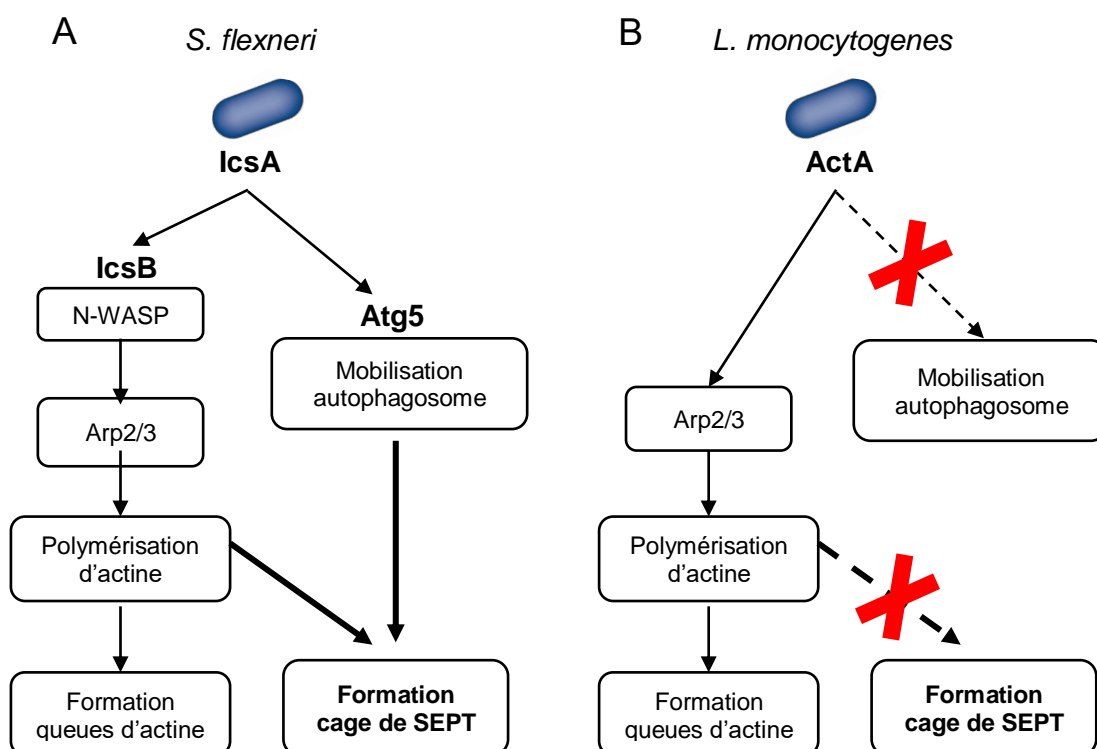 A
S. flexneri
IcsA
IcsB
N-WASP
Atg5
Mobilisation
autophagosome
Arp2/3
Polymérisation
d'actine
Formation
queues d'actine
Formation
cage de SEPT
B
L. monocytogenes
ActA
Mobilisation
autophagosome
Arp2/3
Polymérisation
d'actine
Formation
queues d'actine
Formation
cage de SEPT